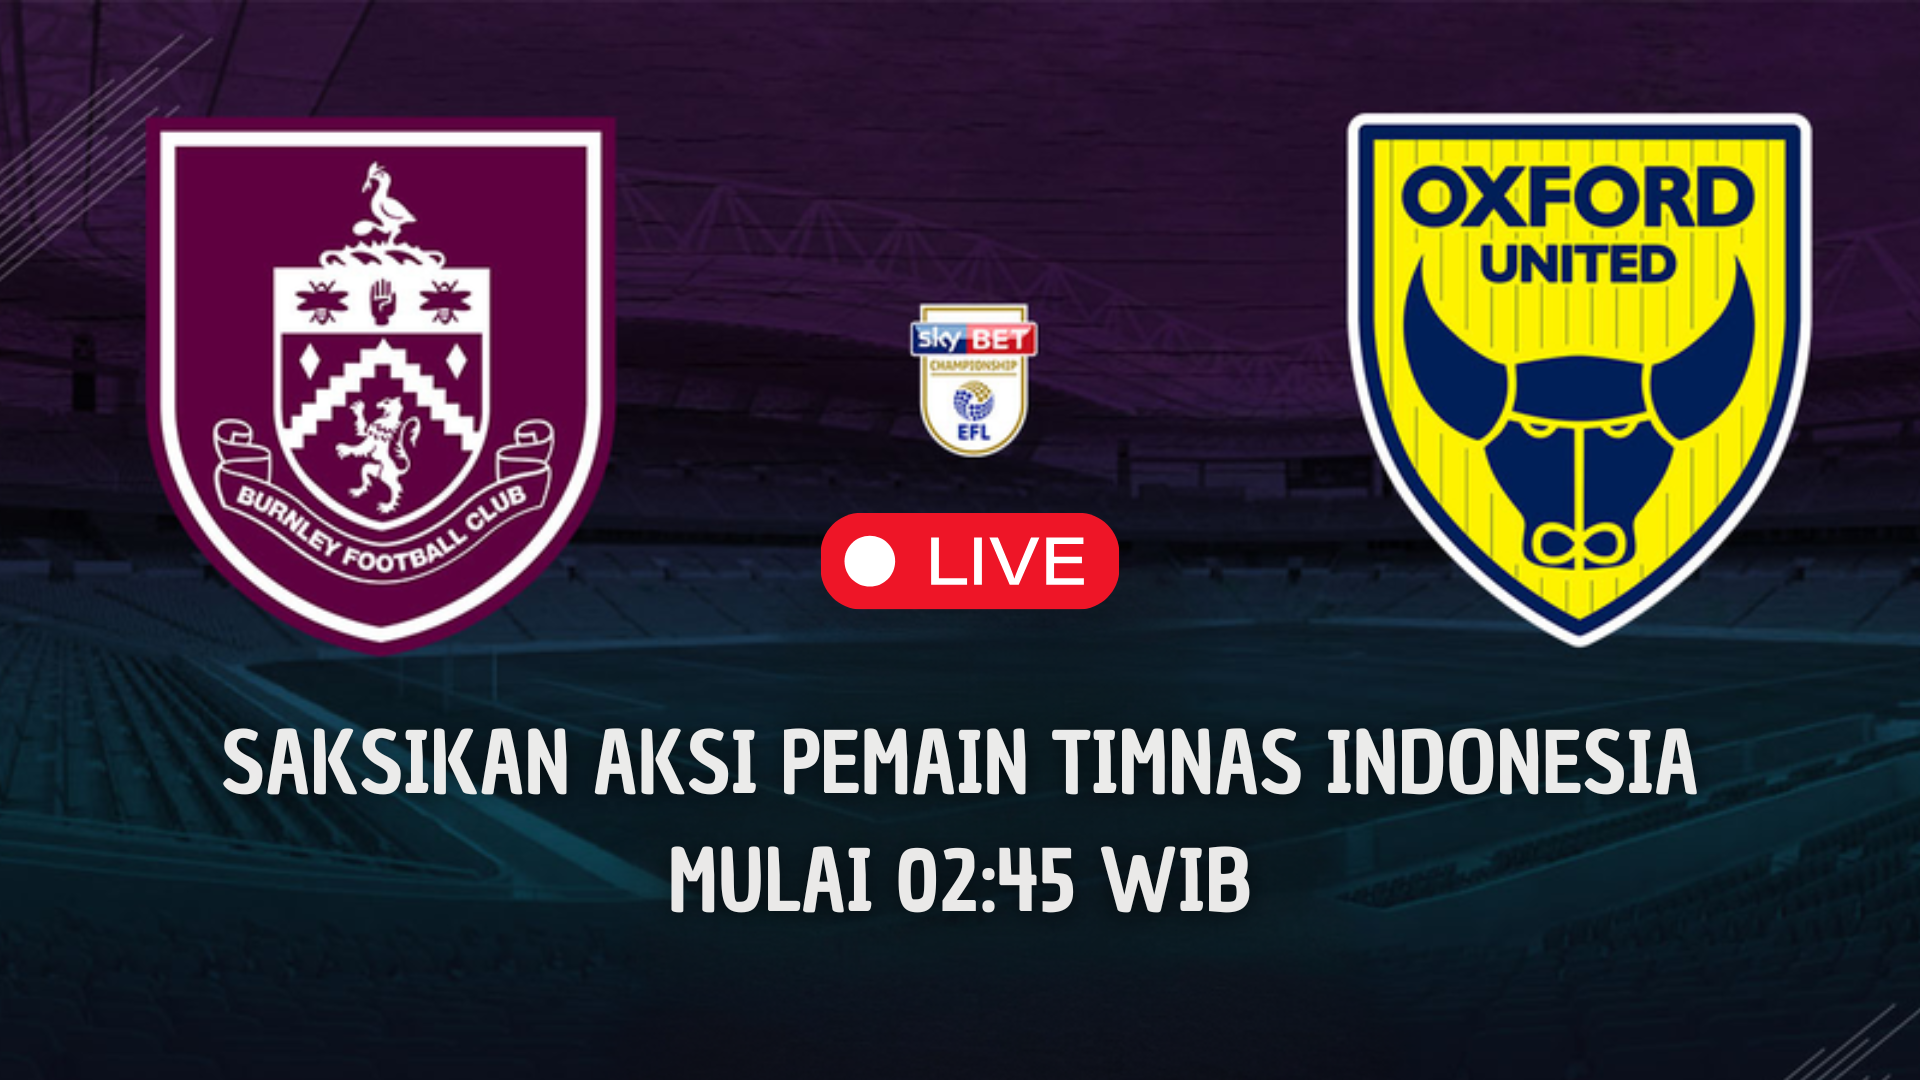 OXFORD
UNITED
sky BET
CHAMPIONSHIP
EFL
BURNLEY FOOTBALL CLUB
LIVE
SAKSIKAN AKSI PEMAIN TIMNAS INDONESIA
MULAI 02:45 WIB